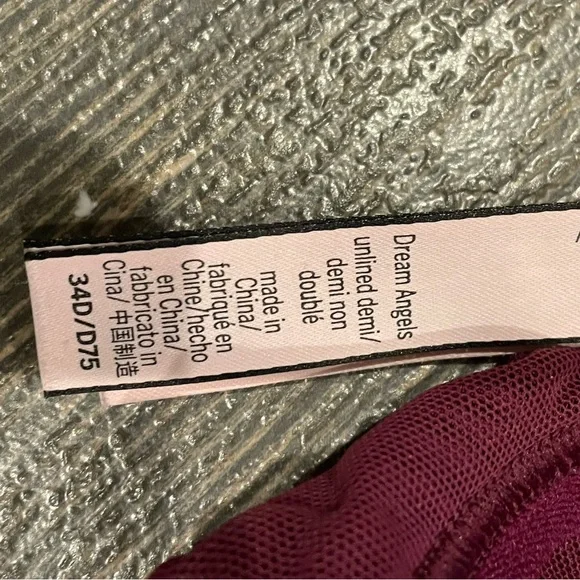 Dream Angels
unlined demi/
demi non
doublé
made in
China/
fabriqué en
Chine/hecho
en China/
fabbricato in
Cina/ 中国制造
34D/D75